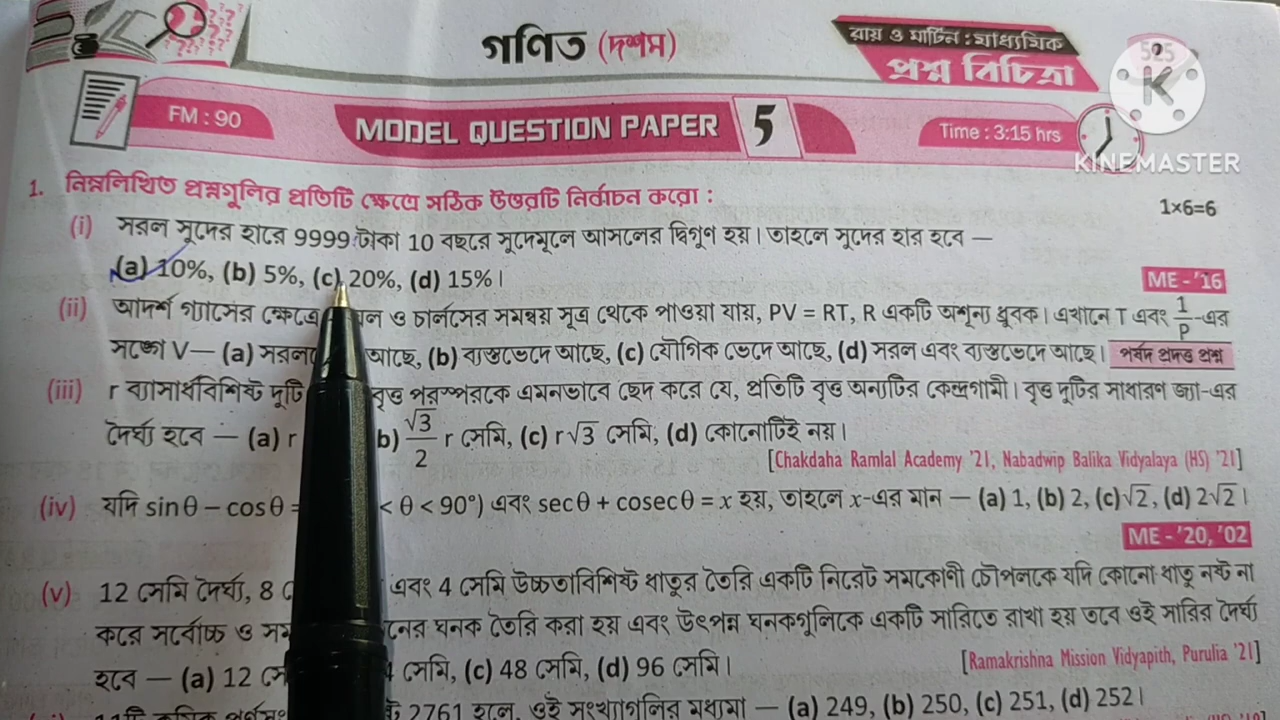 গণিত (দশম)
রায় ও মার্টিন : মাধ্যমিক
প্রশ্ন বিচিত্রা
525
K
KINEMASTER
FM : 90
MODEL QUESTION PAPER 5
Time : 3:15 hrs
1. নিম্নলিখিত প্রশ্নগুলির প্রতিটি ক্ষেত্রে সঠিক উত্তরটি নির্বাচন করো :
1×6=6
(i) সরল সুদের হারে 9999 টাকা 10 বছরে সুদেমূলে আসলের দ্বিগুণ হয়। তাহলে সুদের হার হবে —
(a) 10%, (b) 5%, (c) 20%, (d) 15%।
ME - '16
(ii) আদর্শ গ্যাসের ক্ষেত্রে ও চার্লসের সমন্বয় সূত্র থেকে পাওয়া যায়, PV = RT, R একটি অশূন্য ধ্রুবক। এখানে T এবং 1/P -এর
সঙ্গে V— (a) আছে, (b) ব্যস্তভেদে আছে, (c) যৌগিক ভেদে আছে, (d) সরল এবং ব্যস্তভেদে আছে। পর্ষদ প্রদত্ত প্রশ্ন
(iii) r ব্যাসার্ধবিশিষ্ট দুটি বৃত্ত পরস্পরকে এমনভাবে ছেদ করে যে, প্রতিটি বৃত্ত অন্যটির কেন্দ্রগামী। বৃত্ত দুটির সাধারণ জ্যা-এর
দৈর্ঘ্য হবে — (a) r b) √3/2 r সেমি, (c) r√3 সেমি, (d) কোনোটিই নয়।
[Chakdaha Ramlal Academy '21, Nabadwip Balika Vidyalaya (HS) '21]
(iv) যদি sinθ – cosθ = < θ < 90°) এবং secθ + cosecθ = x হয়, তাহলে x-এর মান — (a) 1, (b) 2, (c) √2, (d) 2√2।
ME - '20, '02
(v) 12 সেমি দৈর্ঘ্য, 8 এবং 4 সেমি উচ্চতাবিশিষ্ট ধাতুর তৈরি একটি নিরেট সমকোণী চৌপলকে যদি কোনো ধাতু নষ্ট না
করে সর্বোচ্চ ও ঘনক তৈরি করা হয় এবং উৎপন্ন ঘনকগুলিকে একটি সারিতে রাখা হয় তবে ওই সারির দৈর্ঘ্য
হবে — (a) 12 4 সেমি, (c) 48 সেমি, (d) 96 সেমি।
[Ramakrishna Mission Vidyapith, Purulia '21]
2761 হলে, ওই সংখ্যাগুলির মধ্যমা — (a) 249, (b) 250, (c) 251, (d) 252।